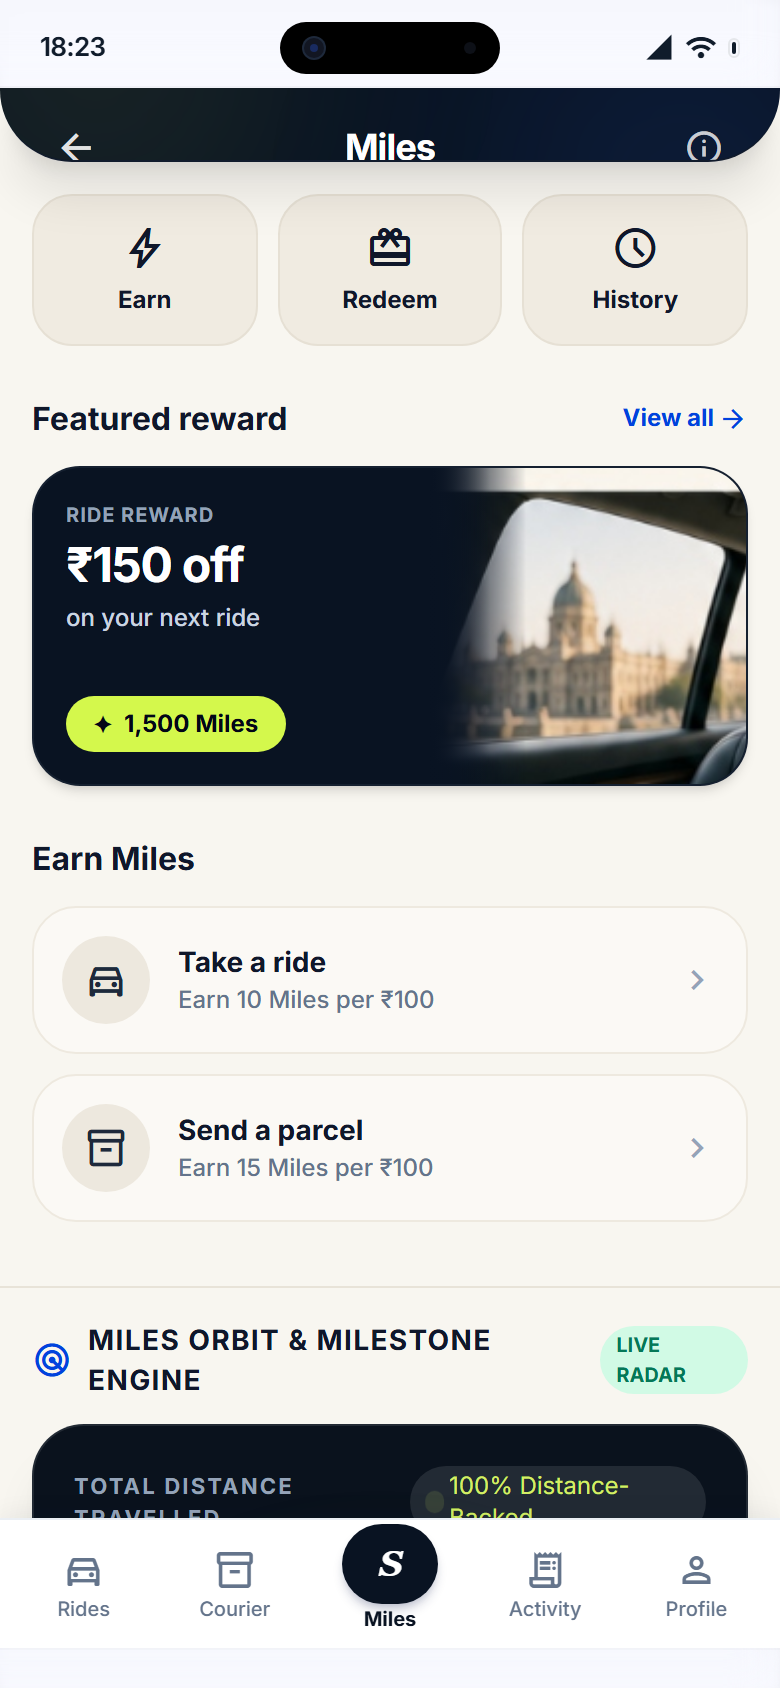 18:23
Miles
Earn
Redeem
History
Featured reward
View all
RIDE REWARD
₹150 off
on your next ride
1,500 Miles
Earn Miles
Take a ride
Earn 10 Miles per ₹100
Send a parcel
Earn 15 Miles per ₹100
MILES ORBIT & MILESTONE
ENGINE
LIVE
RADAR
TOTAL DISTANCE
TRAVELLED
100% Distance-
Backed
S
Rides
Courier
Miles
Activity
Profile